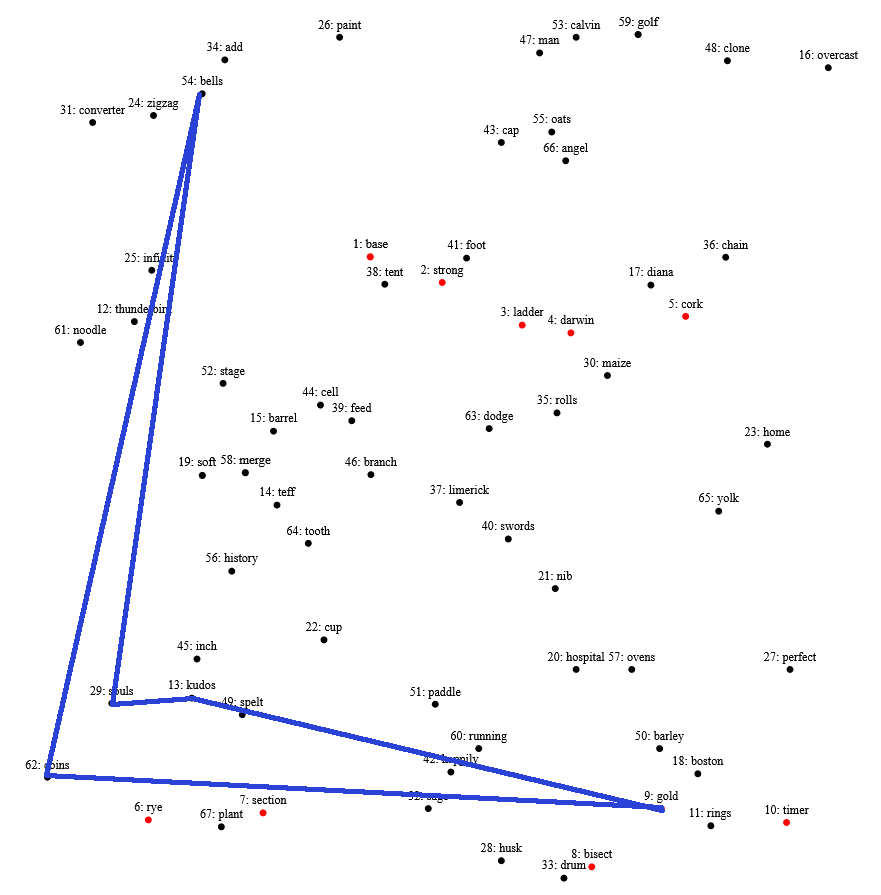 26: paint
53: calvin
59: golf
47: man
34: add
48: clone
16: overcast
54: bells
31: converter
24: zigzag
55: oats
43: cap
66: angel
1: base
41: foot
36: chain
25: infinity
38: tent
2: strong
17: diana
12: thunderbird
3: ladder
4: darwin
5: cork
61: noodle
52: stage
30: maize
44: cell
39: feed
35: rolls
15: barrel
63: dodge
23: home
19: soft
58: merge
46: branch
14: teff
37: limerick
65: yolk
64: tooth
40: swords
56: history
21: nib
22: cup
45: inch
20: hospital
57: ovens
27: perfect
29: souls
13: kudos
49: spelt
51: paddle
60: running
50: barley
42: happily
18: boston
62: coins
6: rye
67: plant
7: section
32: sage
9: gold
11: rings
10: timer
28: husk
33: drum
8: bisect